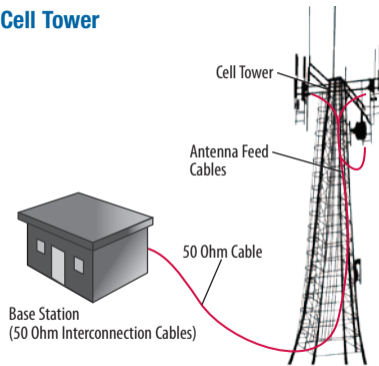 Cell Tower
Cell Tower
Antenna Feed
Cables
50 Ohm Cable
Base Station
(50 Ohm Interconnection Cables)